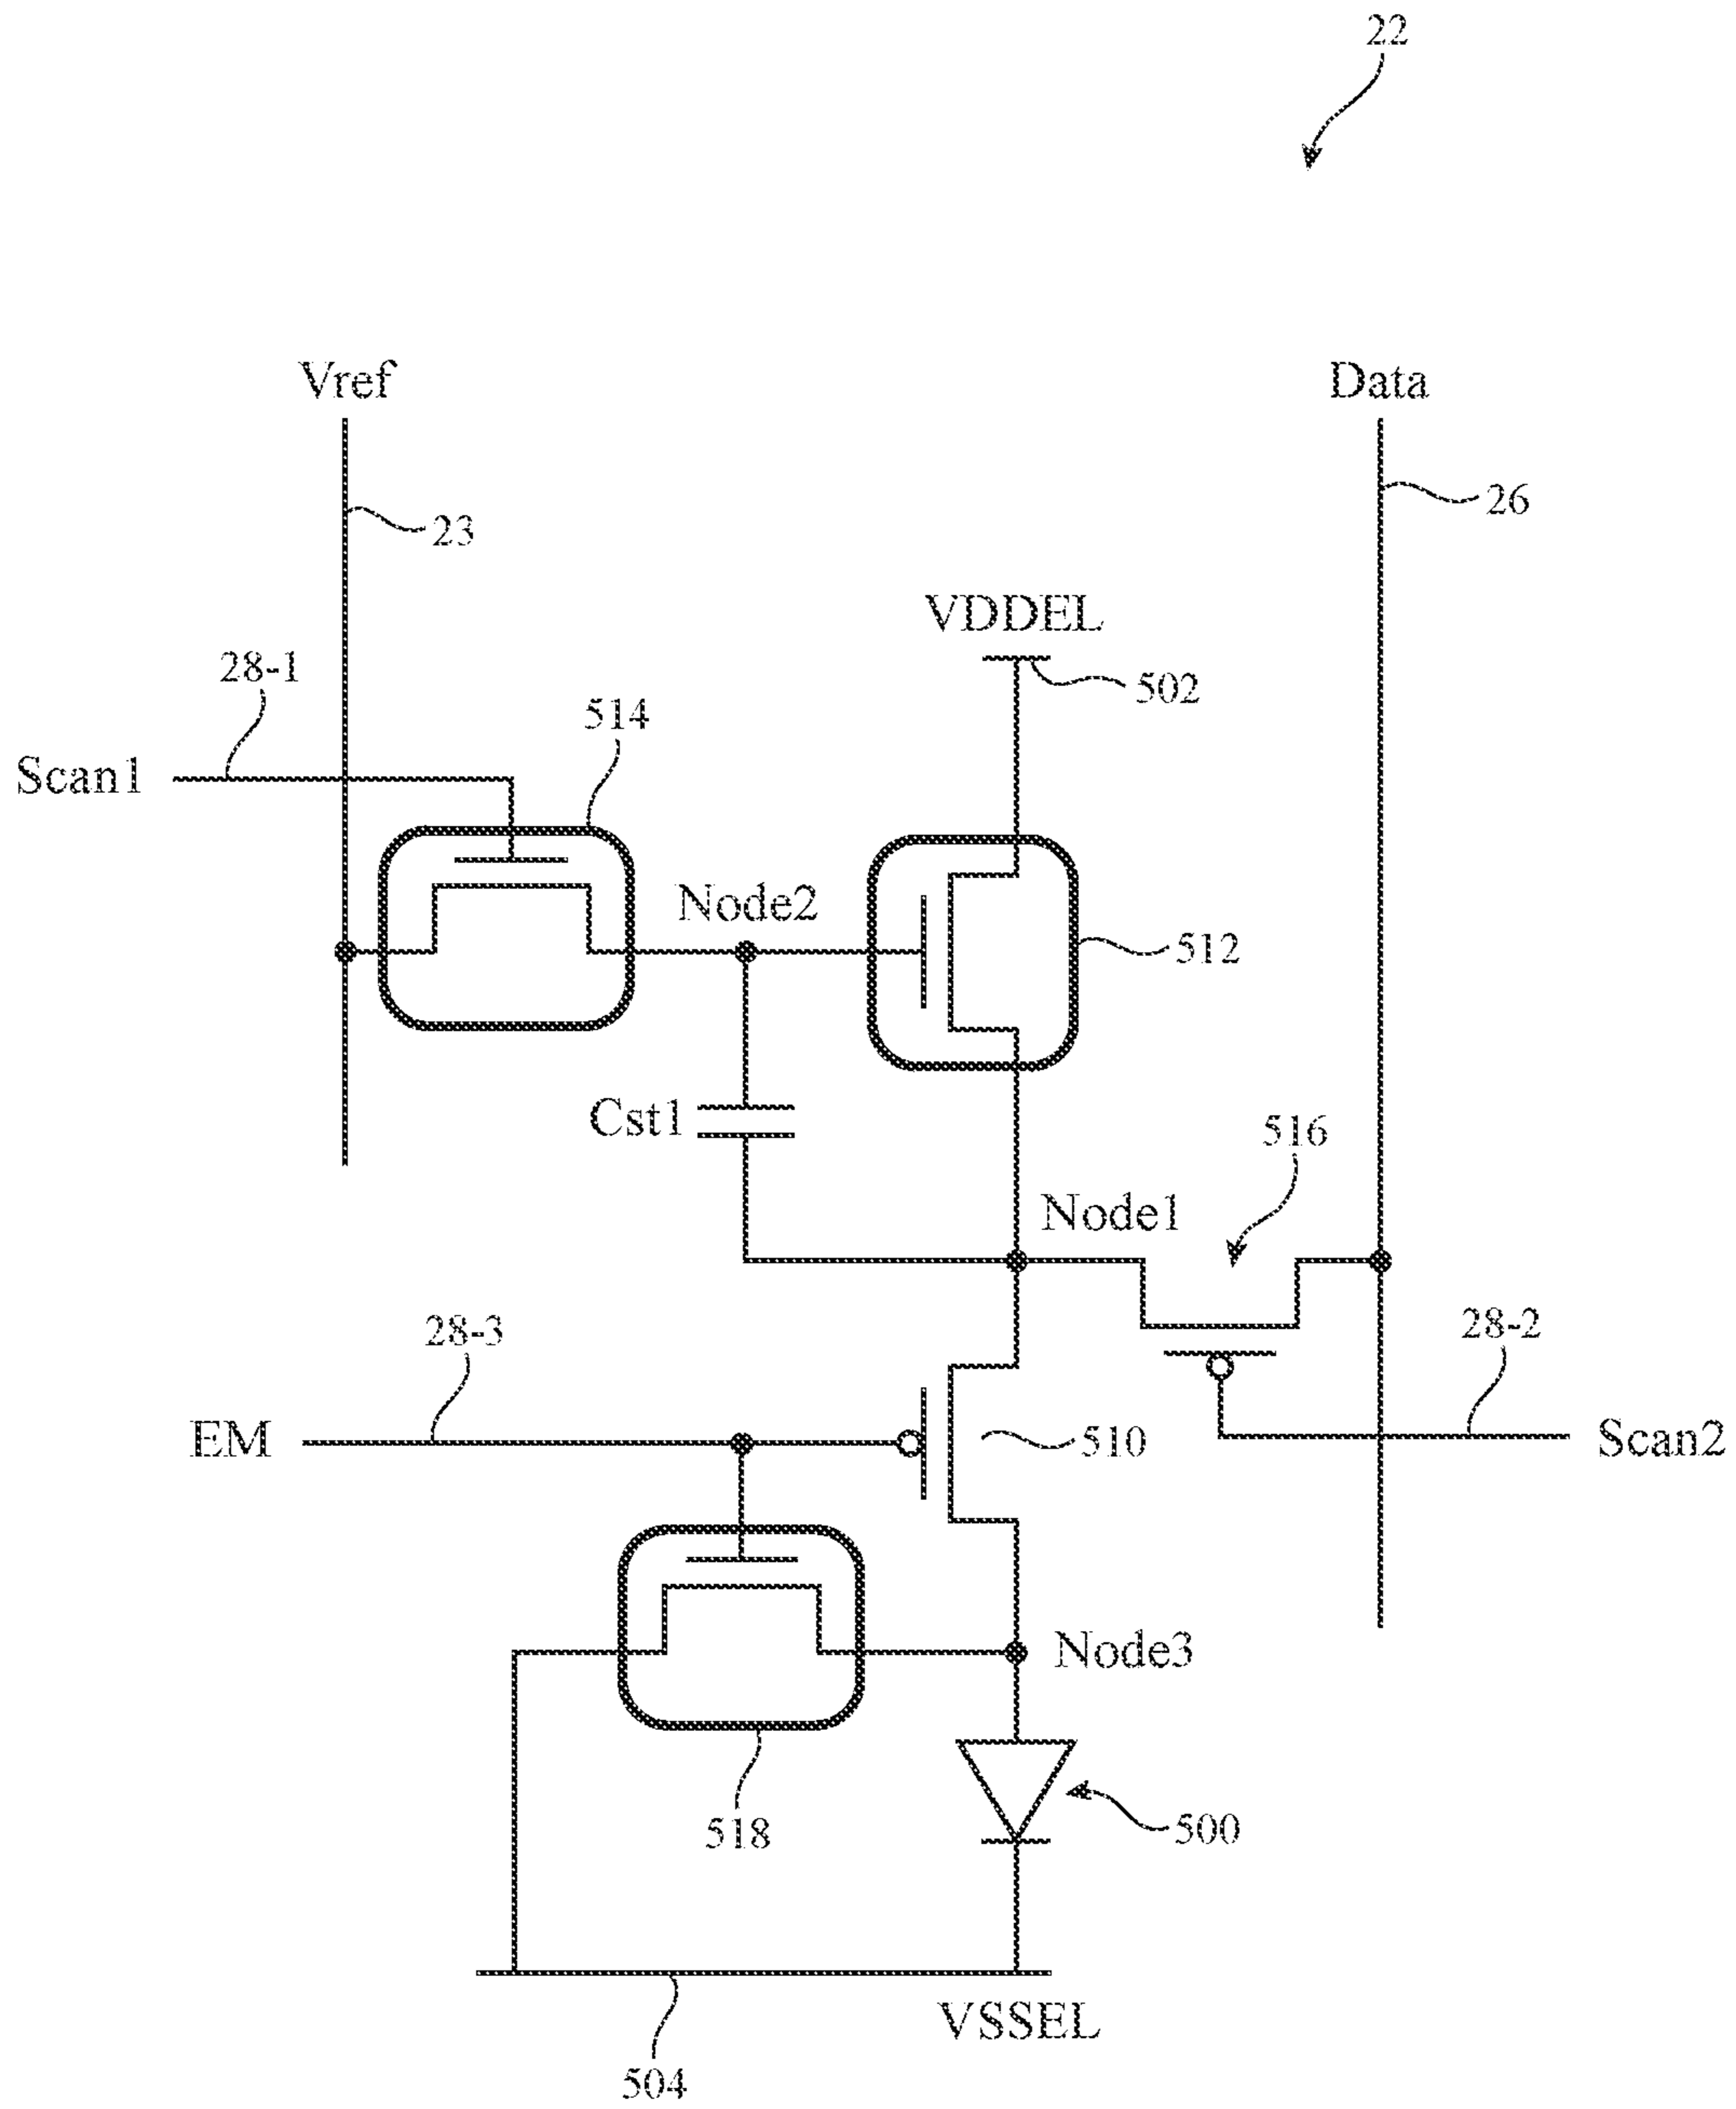 22
Vref
Data
23
26
VDDEL
502
28-1
514
Scan1
Node2
512
Cst1
516
Node1
28-3
28-2
EM
510
Scan2
Node3
518
500
VSSEL
504